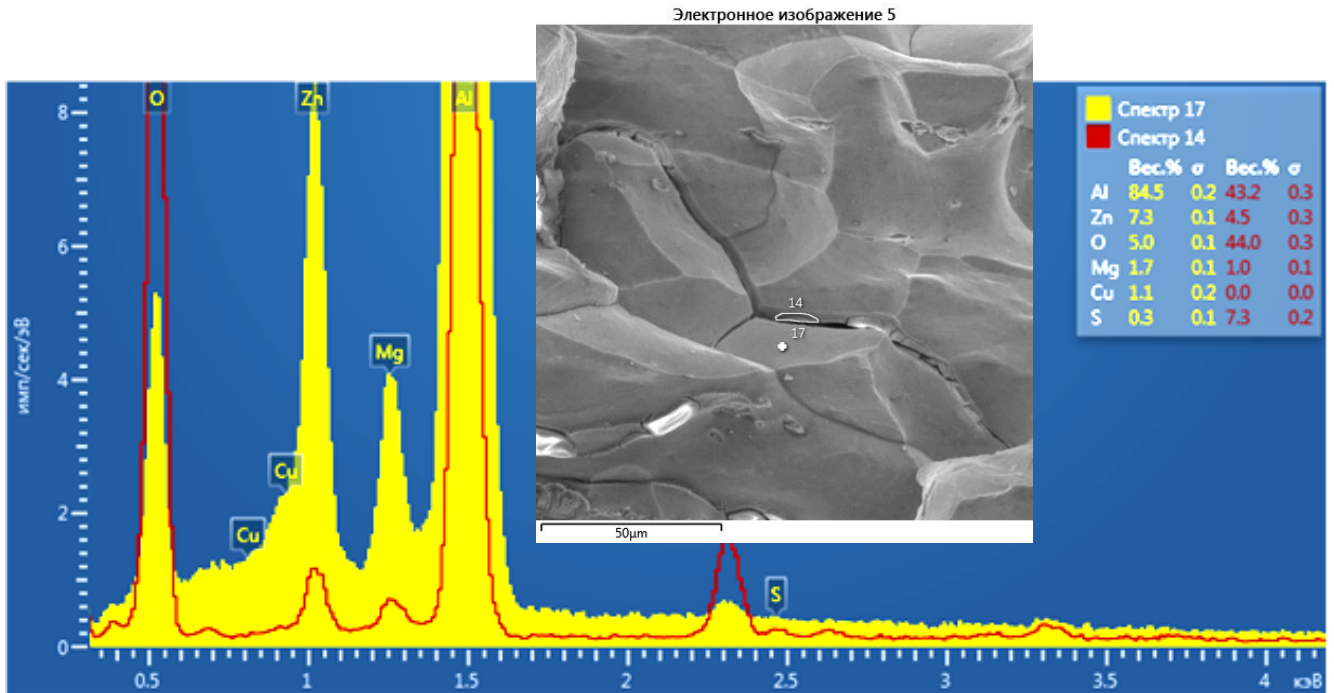 Электронное изображение 5
O
Zn
Al
Mg
Cu
Cu
S
14
17
50µm
Спектр 17
Спектр 14
Вес.% σ Вес.% σ
Al 84.5 0.2 43.2 0.3
Zn 7.3 0.1 4.5 0.3
O 5.0 0.1 44.0 0.3
Mg 1.7 0.1 1.0 0.1
Cu 1.1 0.2 0.0 0.0
S 0.3 0.1 7.3 0.2
имп/сек/эВ
8
6
4
2
0
0.5 1 1.5 2 2.5 3 3.5 4 кэВ